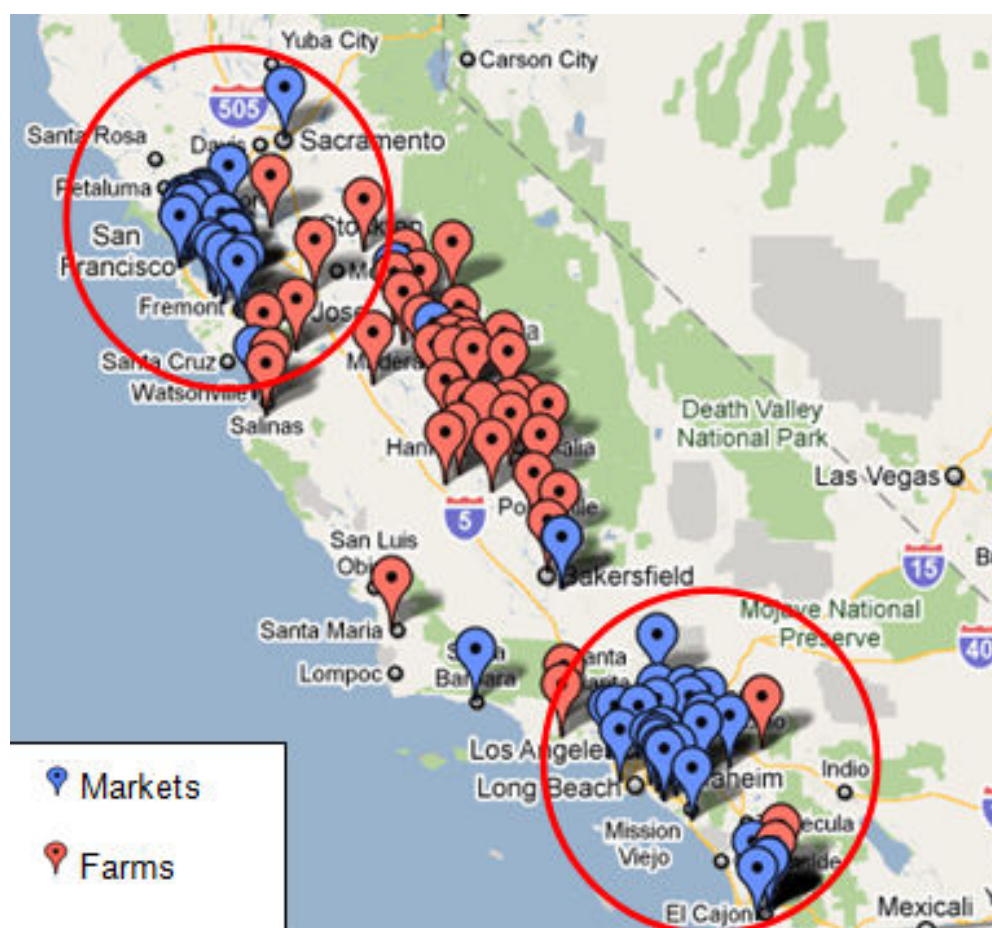 Yuba City
Carson City
505
Santa Rosa
Davis
Sacramento
Petaluma
San
Francisco
Fremont
Jose
Santa Cruz
Madera
Watsonville
Salinas
Death Valley
National Park
Las Vegas
5
San Luis
15
Bakersfield
Santa Maria
Mojave National
Preserve
40
Lompoc
Barbara
Los Angeles
Long Beach
Indio
Mission
Viejo
El Cajon
Mexicali
Markets
Farms